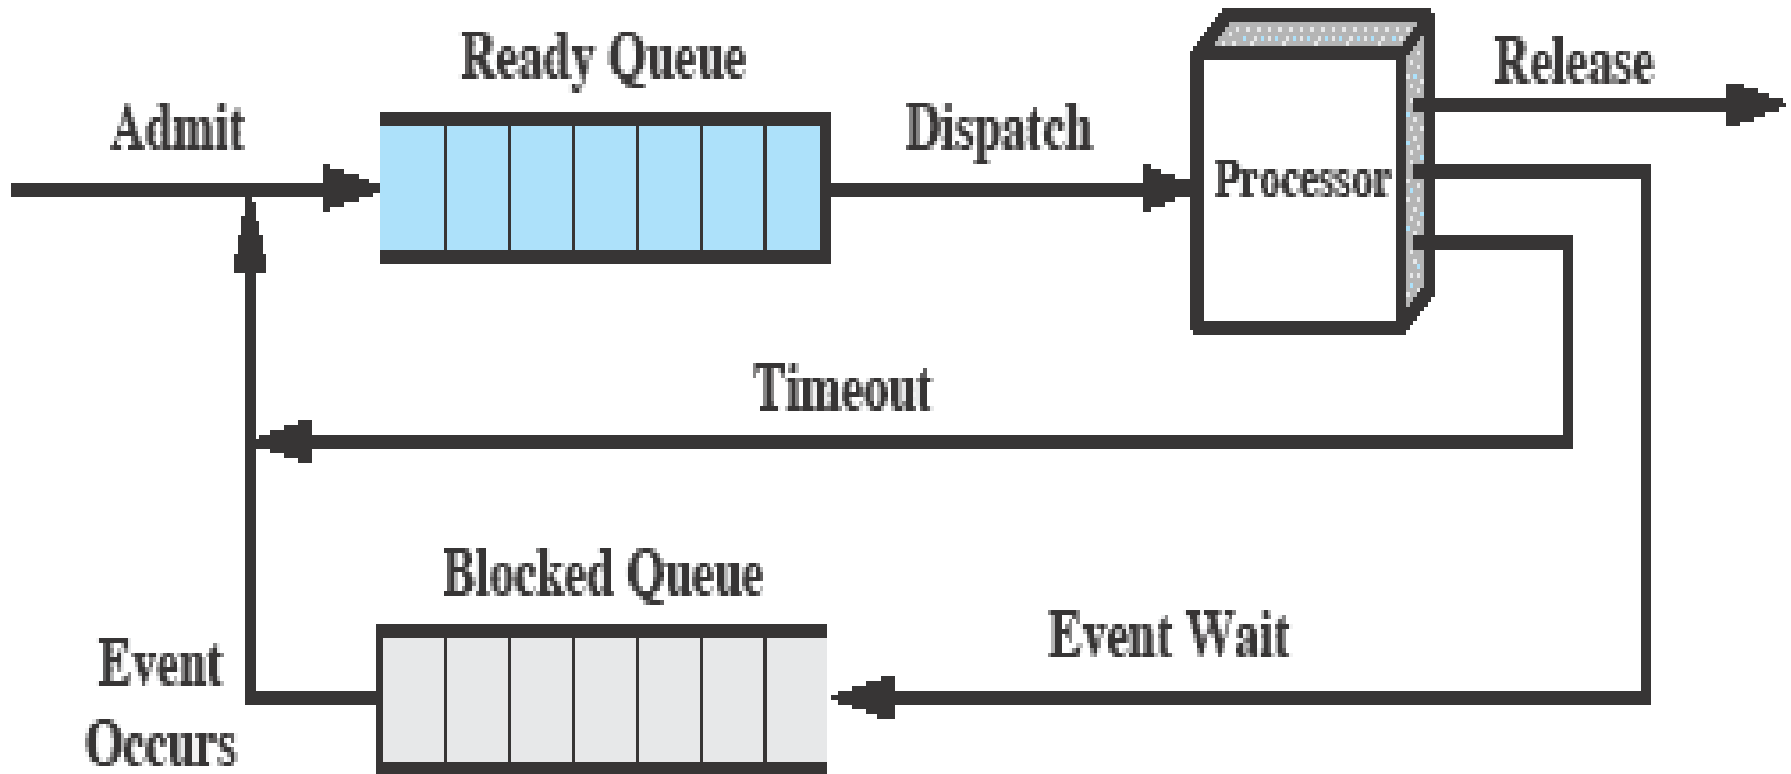 Ready Queue
Release
Admit
Dispatch
Processor
Timeout
Blocked Queue
Event Wait
Event
Occurs